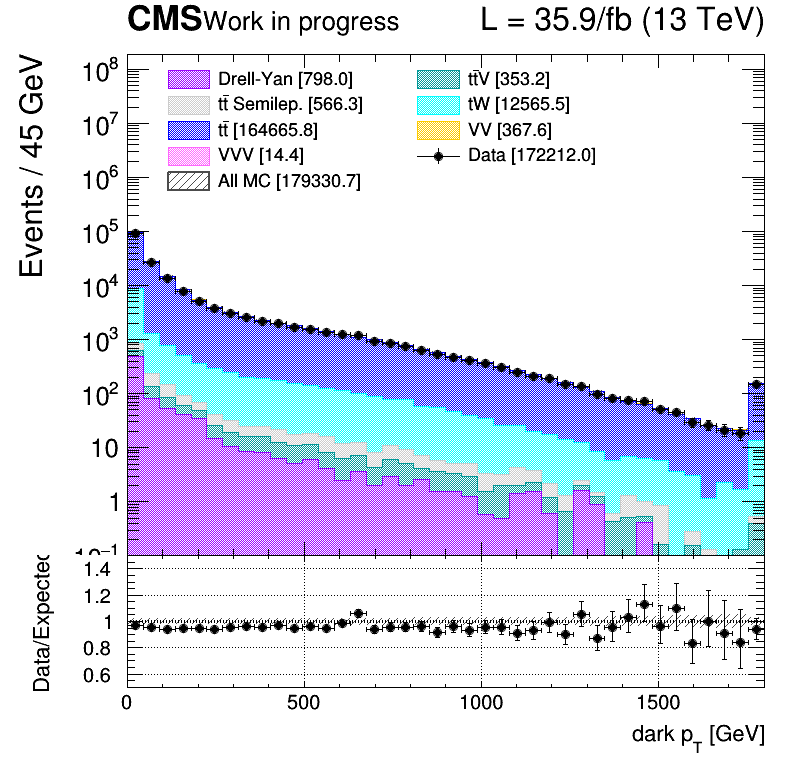 CMS Work in progress L = 35.9/fb (13 TeV)
Events / 45 GeV
10^8
10^7
10^6
10^5
10^4
10^3
10^2
10
1
10^-1
Drell-Yan [798.0]
tt̄ Semilep. [566.3]
tt̄ [164665.8]
VVV [14.4]
All MC [179330.7]
tt̄V [353.2]
tW [12565.5]
VV [367.6]
Data [172212.0]
Data/Expected
1.4
1.2
1
0.8
0.6
0 500 1000 1500
dark p_T [GeV]